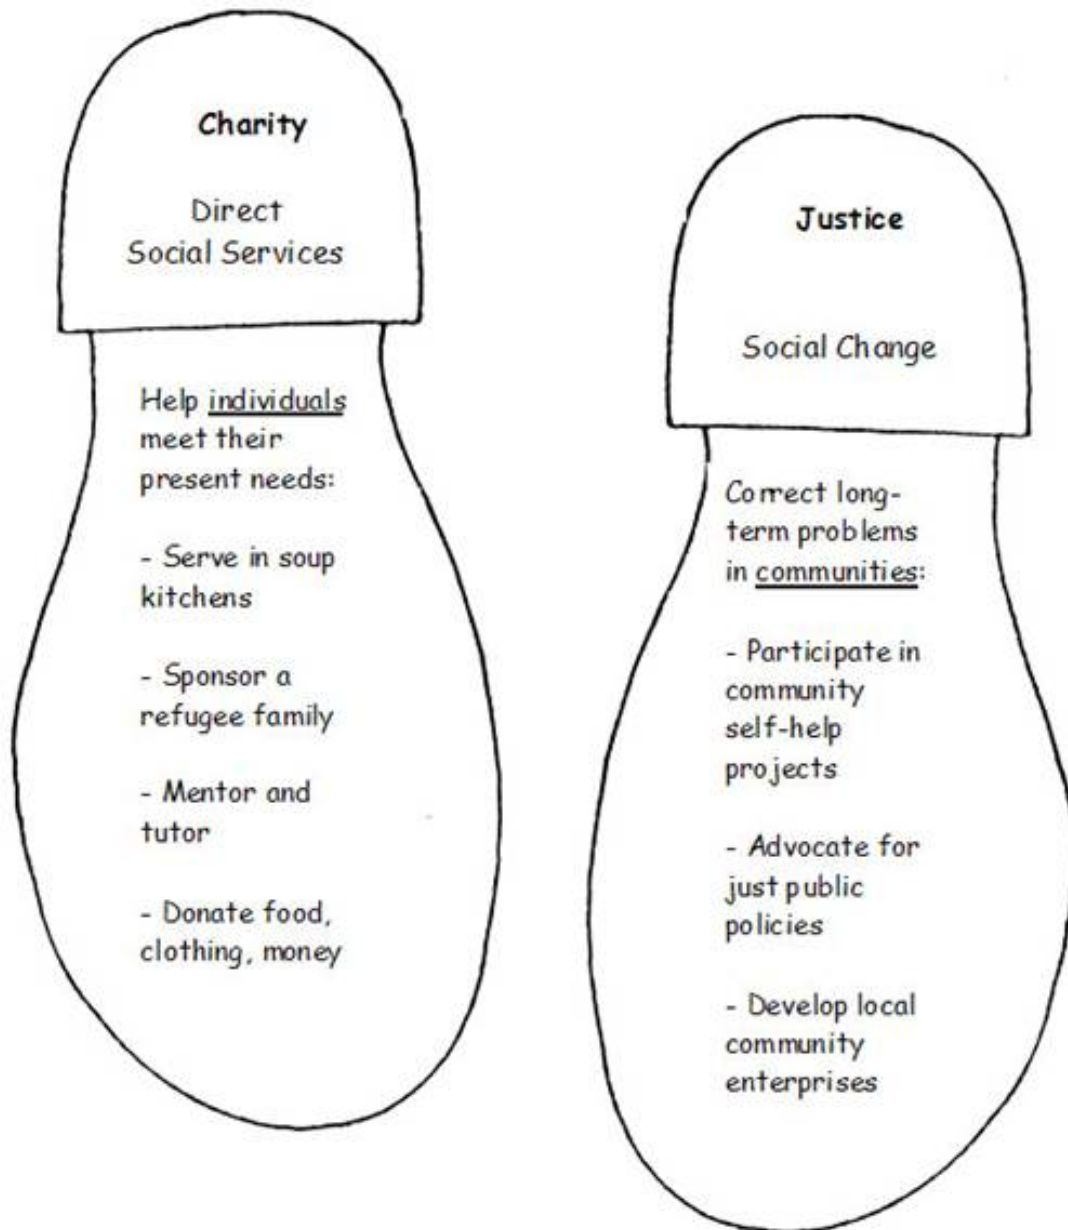 Charity
Direct
Social Services
Help individuals
meet their
present needs:
- Serve in soup
kitchens
- Sponsor a
refugee family
- Mentor and
tutor
- Donate food,
clothing, money
Justice
Social Change
Correct long-
term problems
in communities:
- Participate in
community
self-help
projects
- Advocate for
just public
policies
- Develop local
community
enterprises